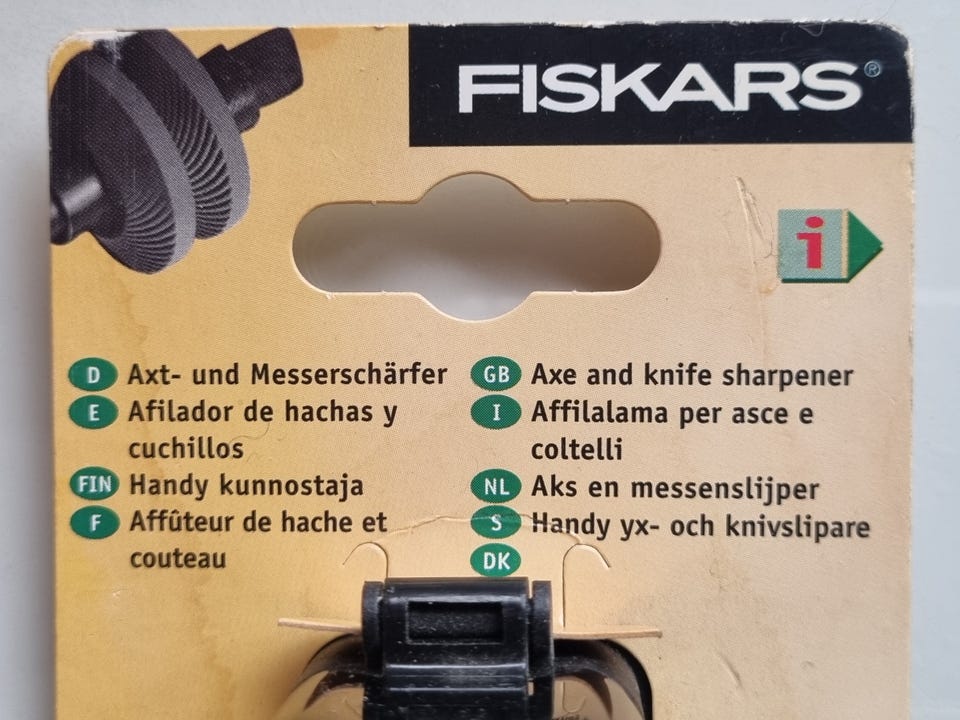 FISKARS®
i
D Axt- und Messerschärfer
E Afilador de hachas y
cuchillos
FIN Handy kunnostaja
F Affûteur de hache et
couteau
GB Axe and knife sharpener
I Affilalama per asce e
coltelli
NL Aks en messenslijper
S Handy yx- och knivslipare
DK